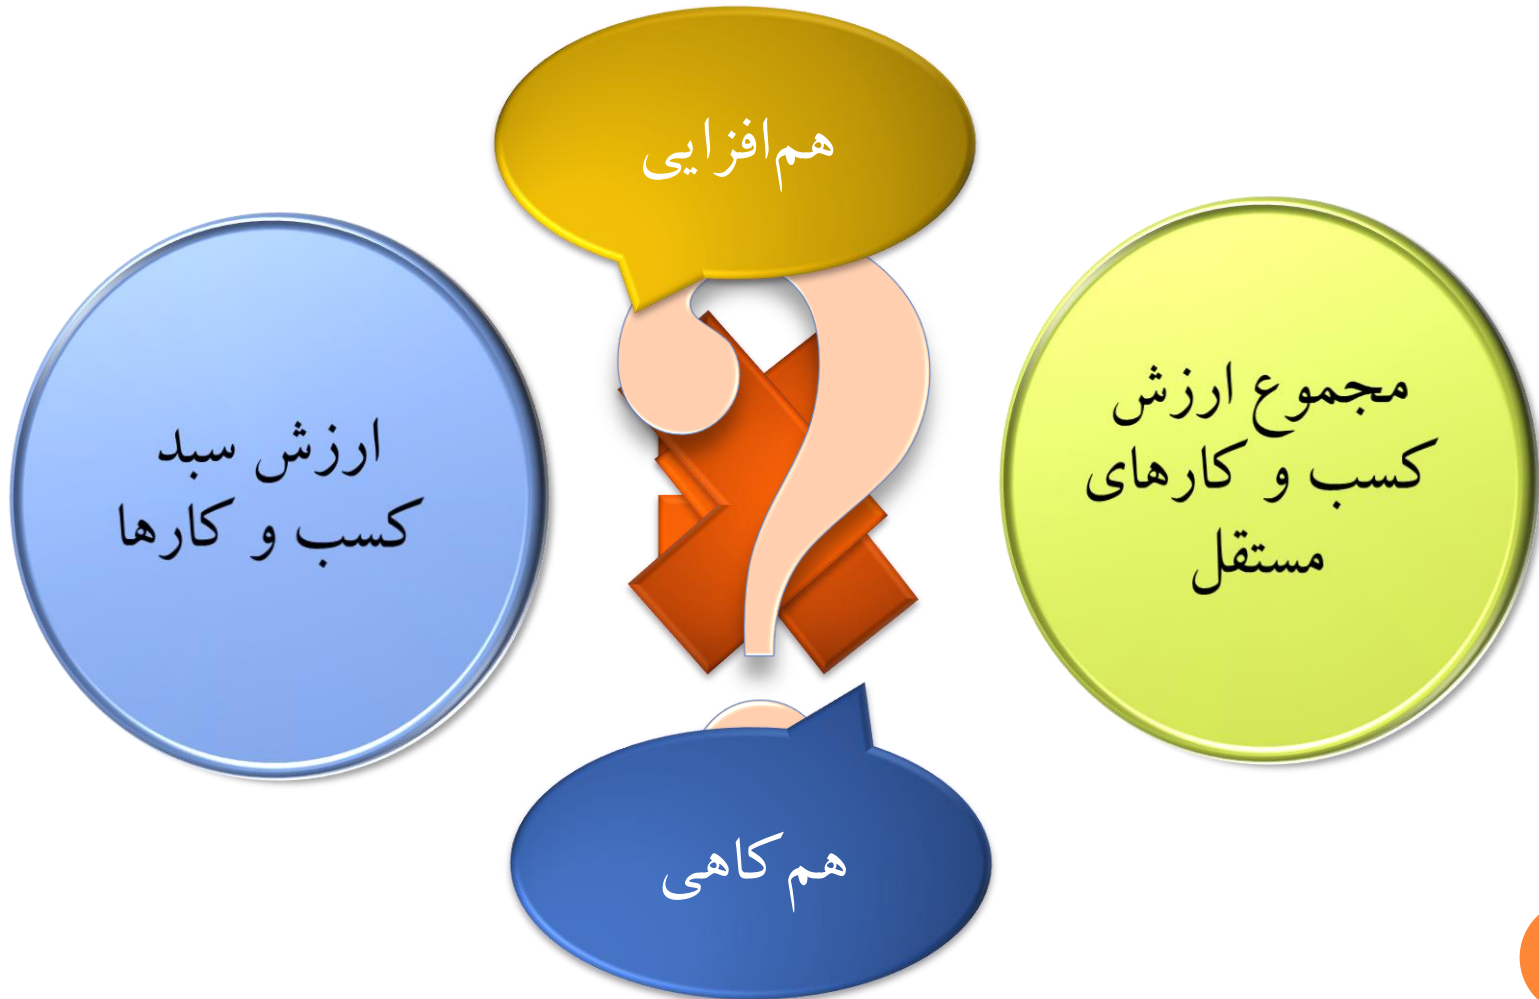 هم‌افزایی
مجموع ارزش
کسب و کارهای
مستقل
ارزش سبد
کسب و کارها
هم‌کاهی